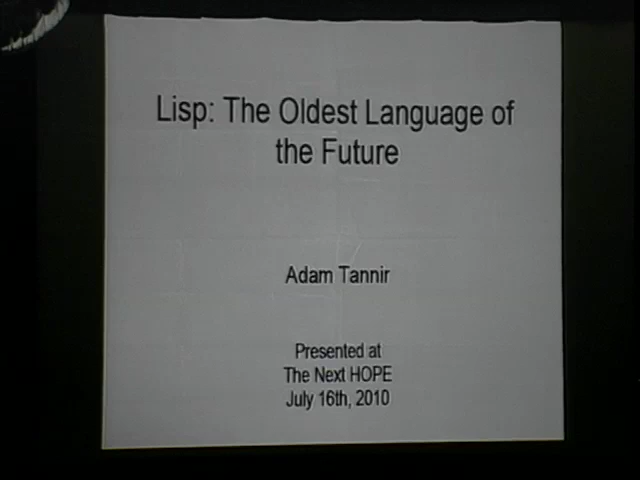 Lisp: The Oldest Language of
the Future
Adam Tannir
Presented at
The Next HOPE
July 16th, 2010